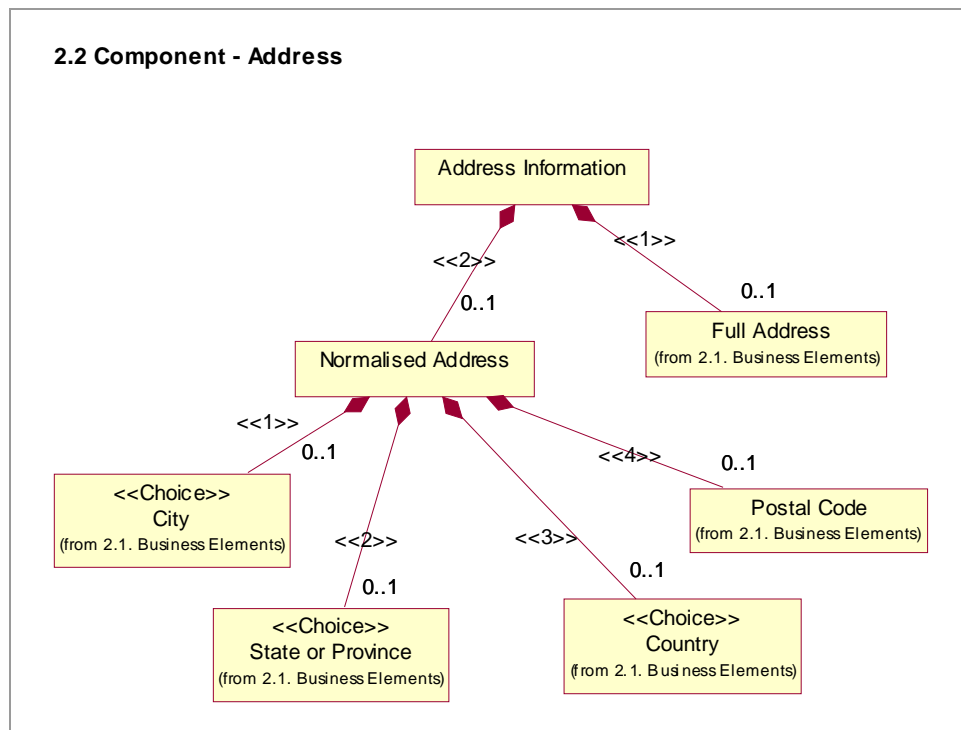 2.2 Component - Address
Address Information
<<2>>
<<1>>
0..1
0..1
Full Address
(from 2.1. Business Elements)
Normalised Address
<<1>>
0..1
<<4>>
0..1
<<Choice>>
City
(from 2.1. Business Elements)
Postal Code
(from 2.1. Business Elements)
<<2>>
<<3>>
0..1
0..1
<<Choice>>
State or Province
(from 2.1. Business Elements)
<<Choice>>
Country
(from 2.1. Business Elements)